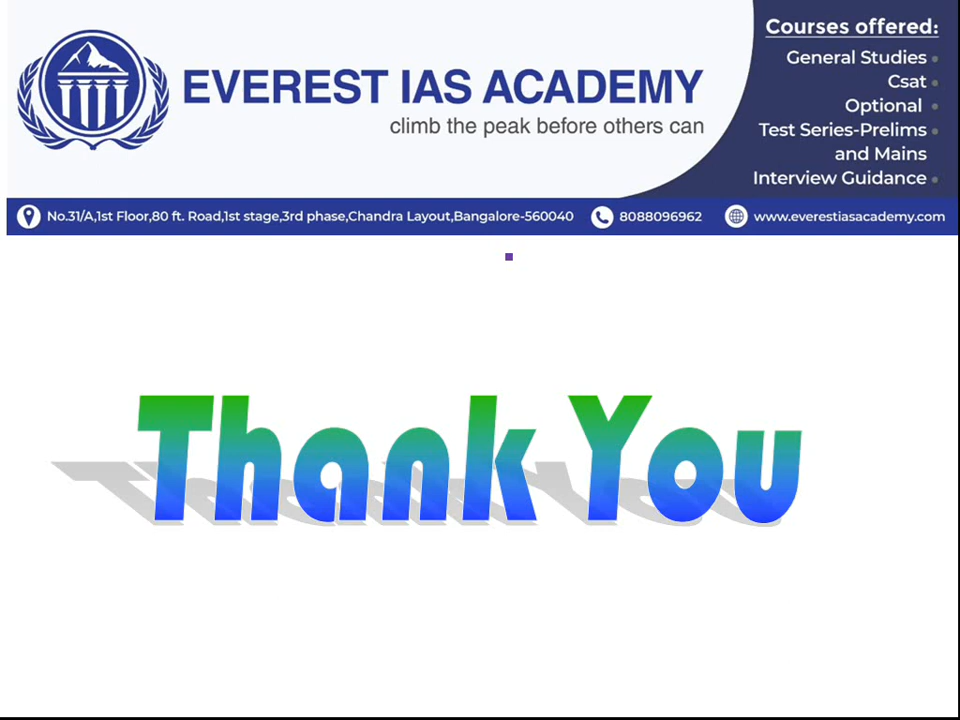 EVEREST IAS ACADEMY
climb the peak before others can
Courses offered:
General Studies
Csat
Optional
Test Series-Prelims
and Mains
Interview Guidance
No.31/A,1st Floor,80 ft. Road,1st stage,3rd phase,Chandra Layout,Bangalore-560040
8088096962
www.everestiasacademy.com
Thank You